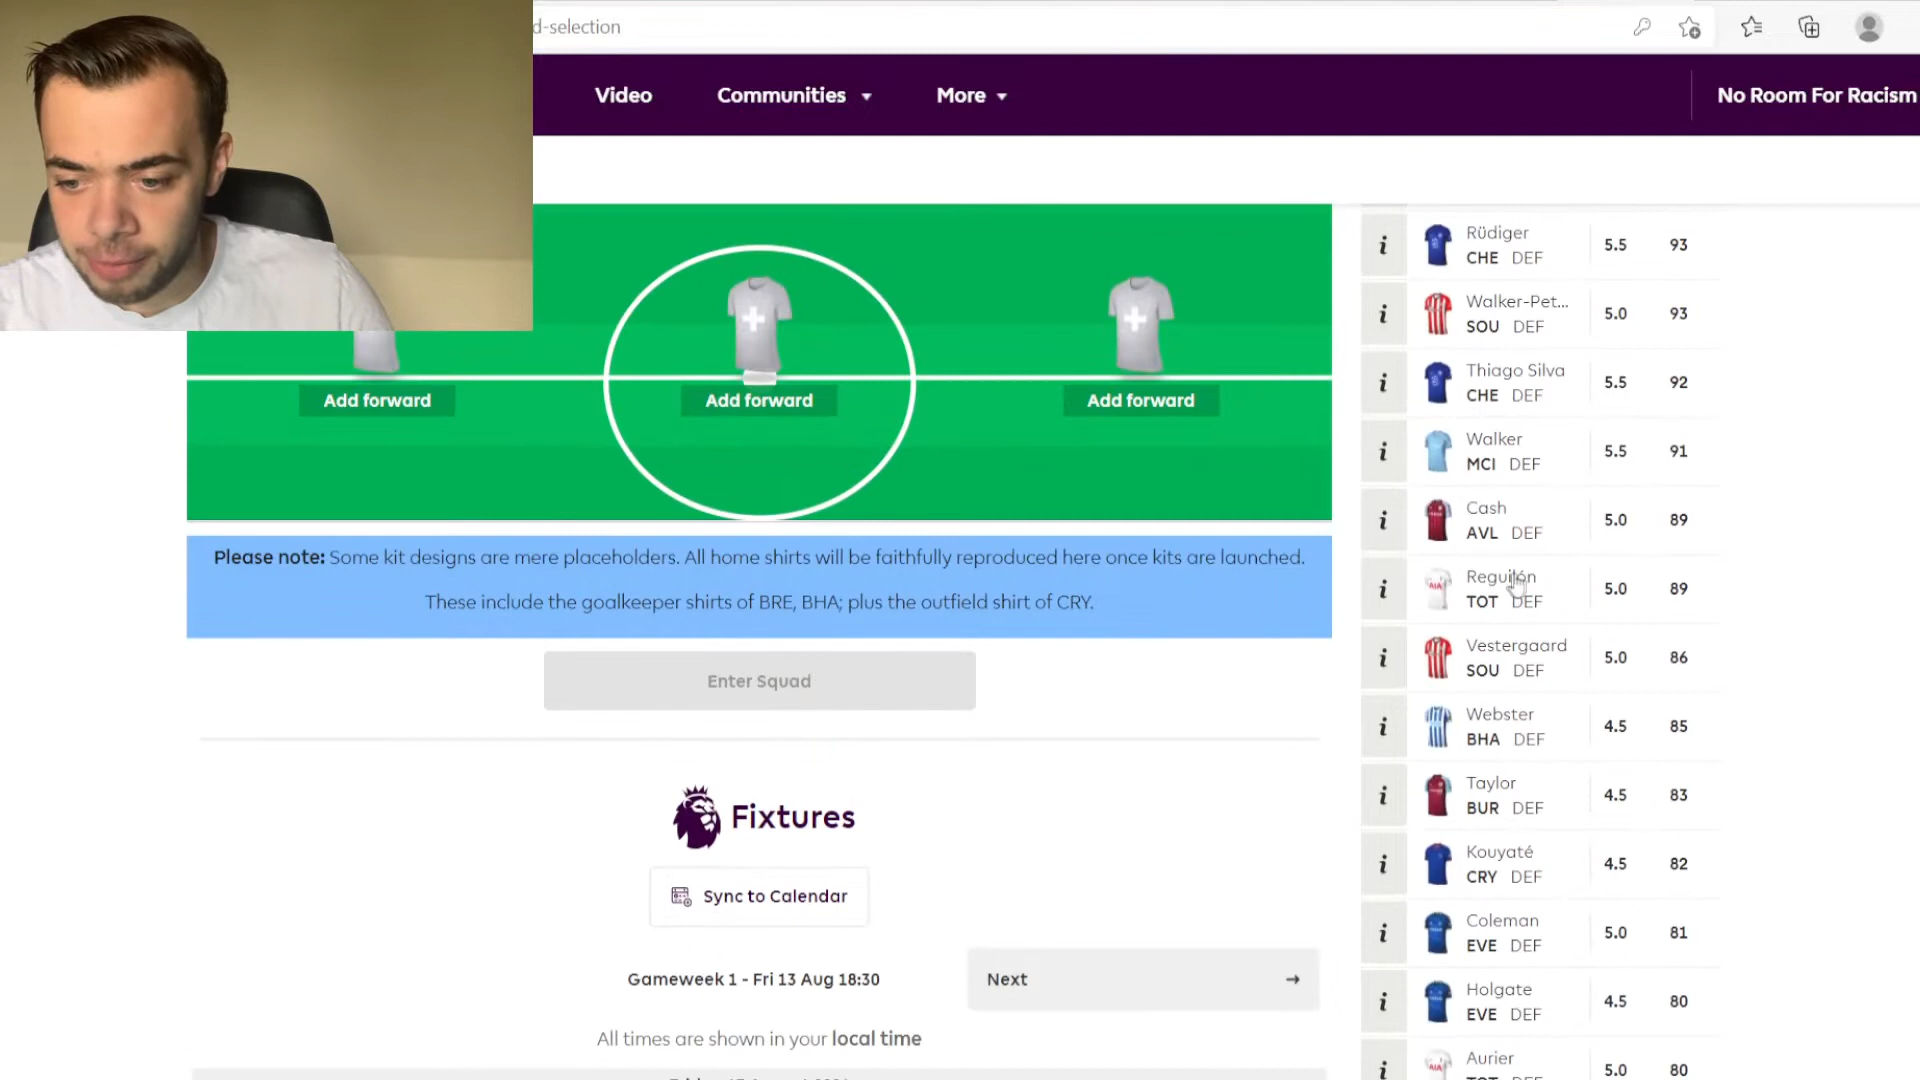 d-selection
Video
Communities
More
No Room For Racism
Add forward
Add forward
Add forward
Please note: Some kit designs are mere placeholders. All home shirts will be faithfully reproduced here once kits are launched.
These include the goalkeeper shirts of BRE, BHA; plus the outfield shirt of CRY.
Enter Squad
Fixtures
Sync to Calendar
Gameweek 1 - Fri 13 Aug 18:30
Next
All times are shown in your local time
i
Rüdiger
CHE DEF
5.5 93
i
Walker-Pet...
SOU DEF
5.0 93
i
Thiago Silva
CHE DEF
5.5 92
i
Walker
MCI DEF
5.5 91
i
Cash
AVL DEF
5.0 89
i
Reguilón
TOT DEF
5.0 89
i
Vestergaard
SOU DEF
5.0 86
i
Webster
BHA DEF
4.5 85
i
Taylor
BUR DEF
4.5 83
i
Kouyaté
CRY DEF
4.5 82
i
Coleman
EVE DEF
5.0 81
i
Holgate
EVE DEF
4.5 80
i
Aurier
TOT DEF
5.0 80